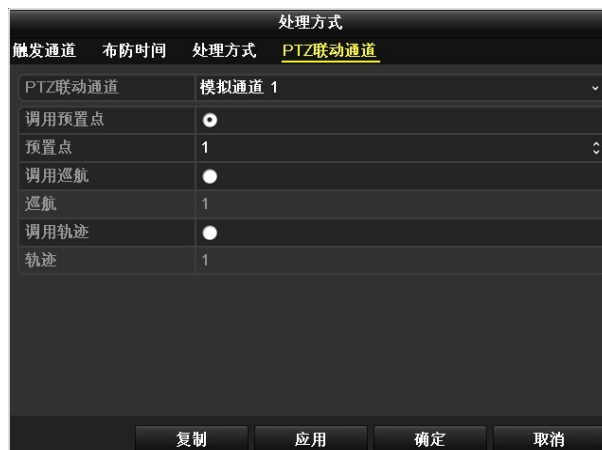 处理方式
触发通道 布防时间 处理方式 PTZ联动通道
PTZ联动通道 模拟通道 1
调用预置点
预置点 1
调用巡航
巡航 1
调用轨迹
轨迹 1
复制 应用 确定 取消